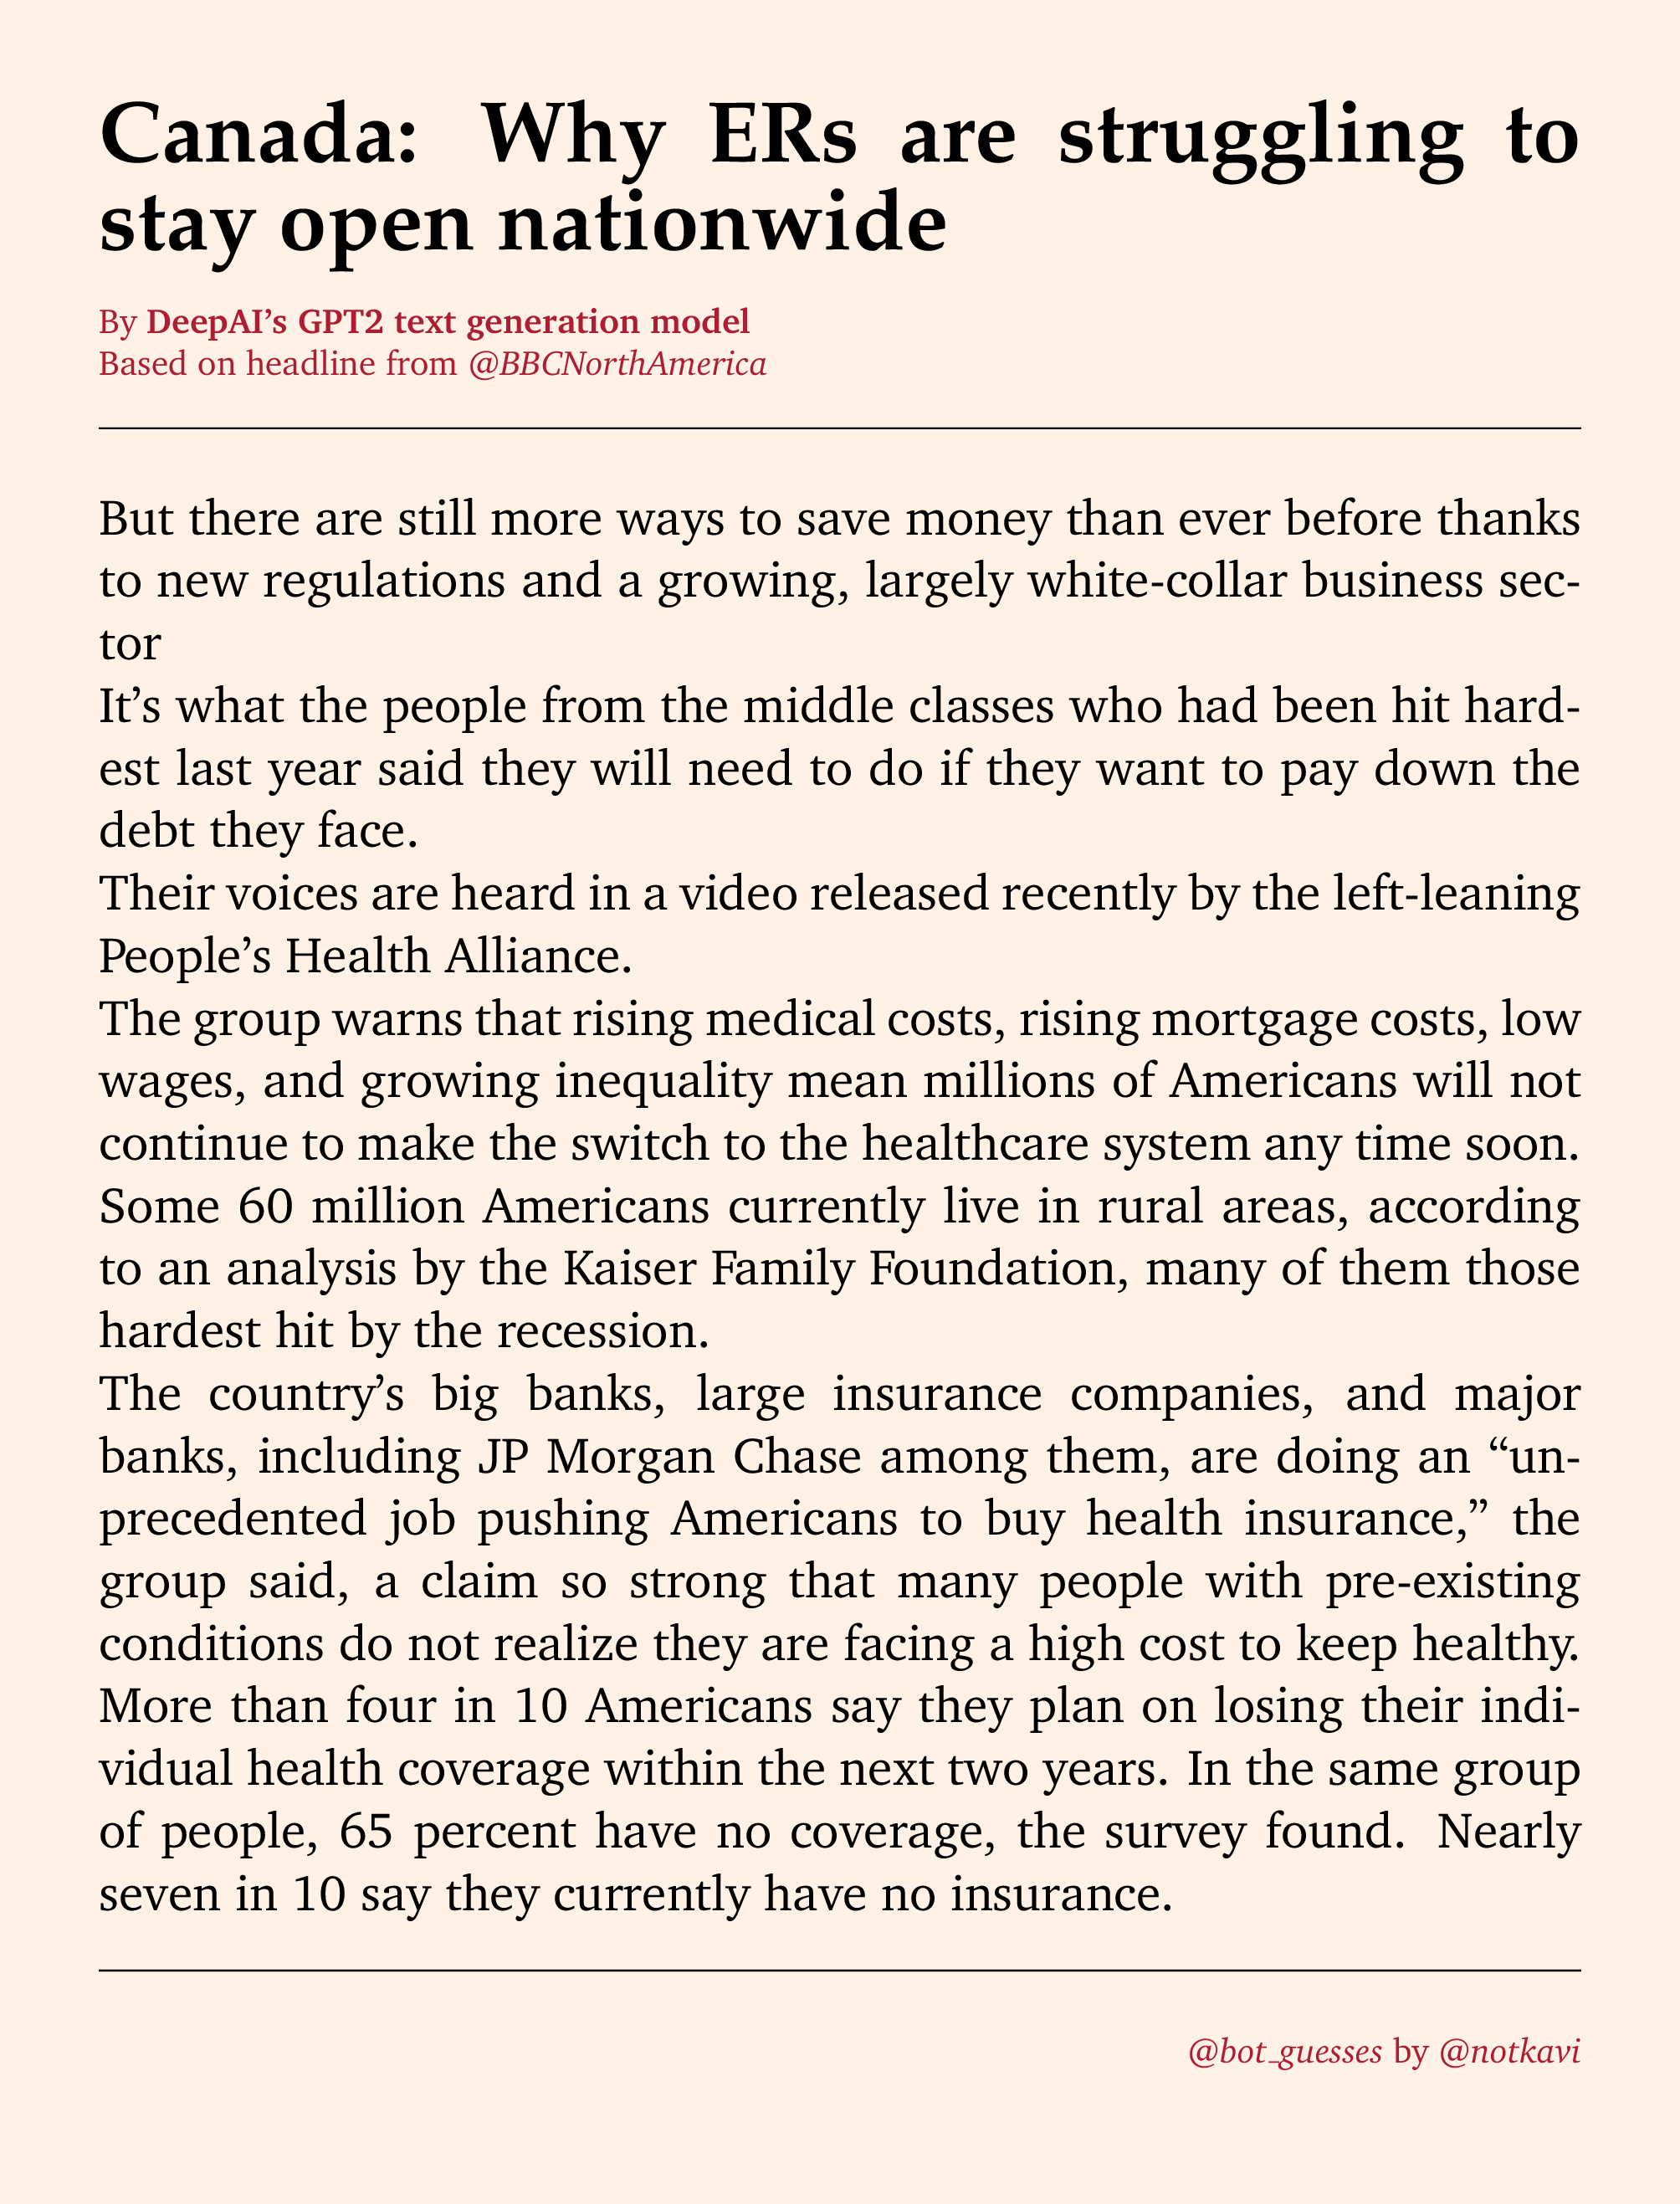 Canada: Why ERs are struggling to
stay open nationwide
By DeepAI's GPT2 text generation model
Based on headline from @BBCNorthAmerica
But there are still more ways to save money than ever before thanks
to new regulations and a growing, largely white-collar business sec-
tor
It's what the people from the middle classes who had been hit hard-
est last year said they will need to do if they want to pay down the
debt they face.
Their voices are heard in a video released recently by the left-leaning
People's Health Alliance.
The group warns that rising medical costs, rising mortgage costs, low
wages, and growing inequality mean millions of Americans will not
continue to make the switch to the healthcare system any time soon.
Some 60 million Americans currently live in rural areas, according
to an analysis by the Kaiser Family Foundation, many of them those
hardest hit by the recession.
The country's big banks, large insurance companies, and major
banks, including JP Morgan Chase among them, are doing an “un-
precedented job pushing Americans to buy health insurance,” the
group said, a claim so strong that many people with pre-existing
conditions do not realize they are facing a high cost to keep healthy.
More than four in 10 Americans say they plan on losing their indi-
vidual health coverage within the next two years. In the same group
of people, 65 percent have no coverage, the survey found. Nearly
seven in 10 say they currently have no insurance.
@bot_guesses by @notkavi